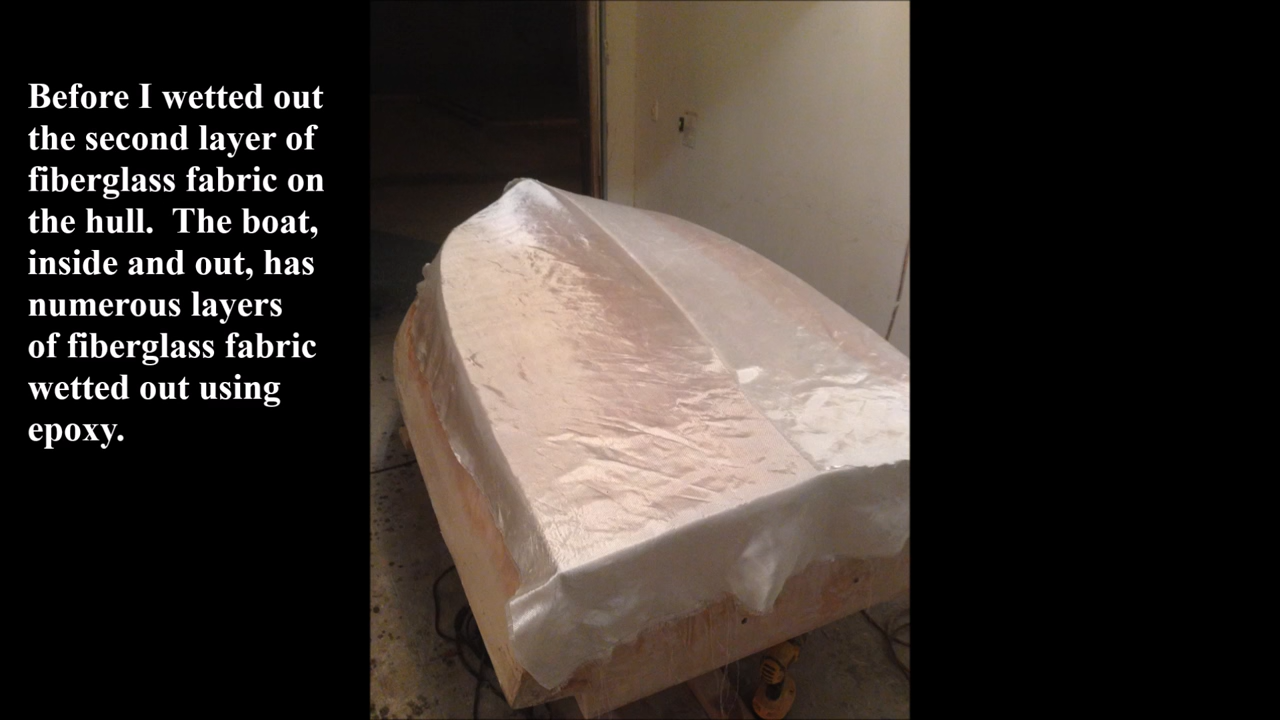 Before I wetted out
the second layer of
fiberglass fabric on
the hull.  The boat,
inside and out, has
numerous layers
of fiberglass fabric
wetted out using
epoxy.